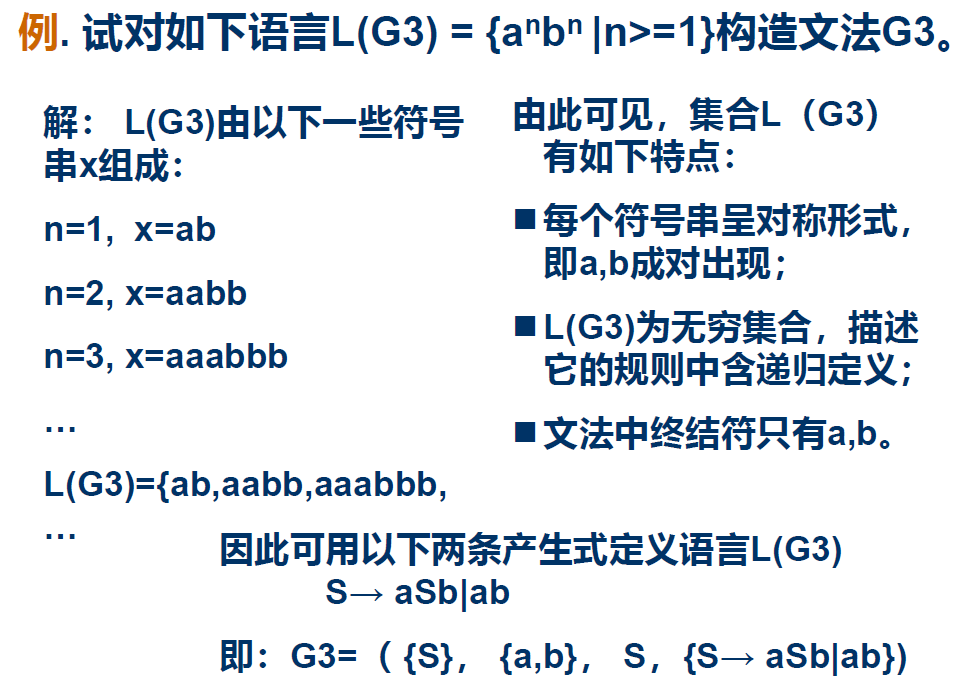 例. 试对如下语言L(G3) = {aⁿbⁿ |n>=1}构造文法G3。
解： L(G3)由以下一些符号
串x组成：
n=1, x=ab
n=2, x=aabb
n=3, x=aaabbb
…
L(G3)={ab,aabb,aaabbb,
…
由此可见，集合L（G3）
有如下特点：
■每个符号串呈对称形式，
即a,b成对出现；
■L(G3)为无穷集合，描述
它的规则中含递归定义；
■文法中终结符只有a,b。
因此可用以下两条产生式定义语言L(G3)
S→ aSb|ab
即：G3=（ {S}， {a,b}， S，{S→ aSb|ab})